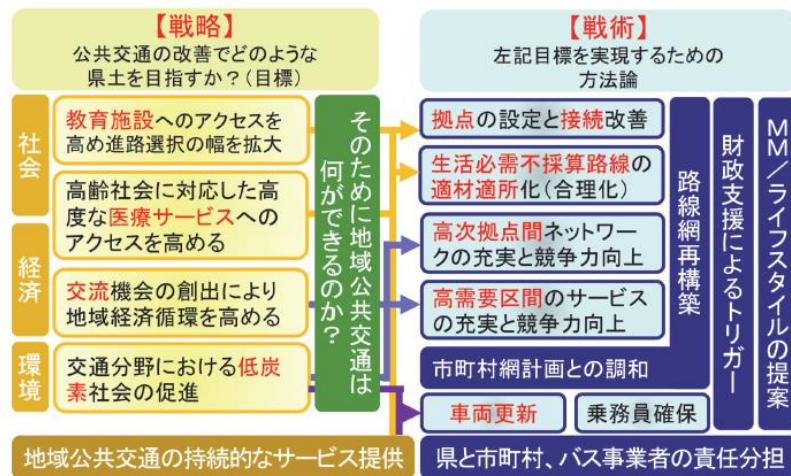 【戦略】
公共交通の改善でどのような
県土を目指すか？（目標）
社会
教育施設へのアクセスを
高め進路選択の幅を拡大
高齢社会に対応した高
度な医療サービスへの
アクセスを高める
経済
交流機会の創出により
地域経済循環を高める
環境
交通分野における低炭
素社会の促進
そのために地域公共交通は
何ができるのか？
地域公共交通の持続的なサービス提供
【戦術】
左記目標を実現するための
方法論
拠点の設定と接続改善
生活必需不採算路線の
適材適所化（合理化）
高次拠点間ネットワー
クの充実と競争力向上
高需要区間のサービス
の充実と競争力向上
路線網再構築
市町村網計画との調和
車両更新
乗務員確保
財政支援によるトリガー
ＭＭ／ライフスタイルの提案
県と市町村、バス事業者の責任分担